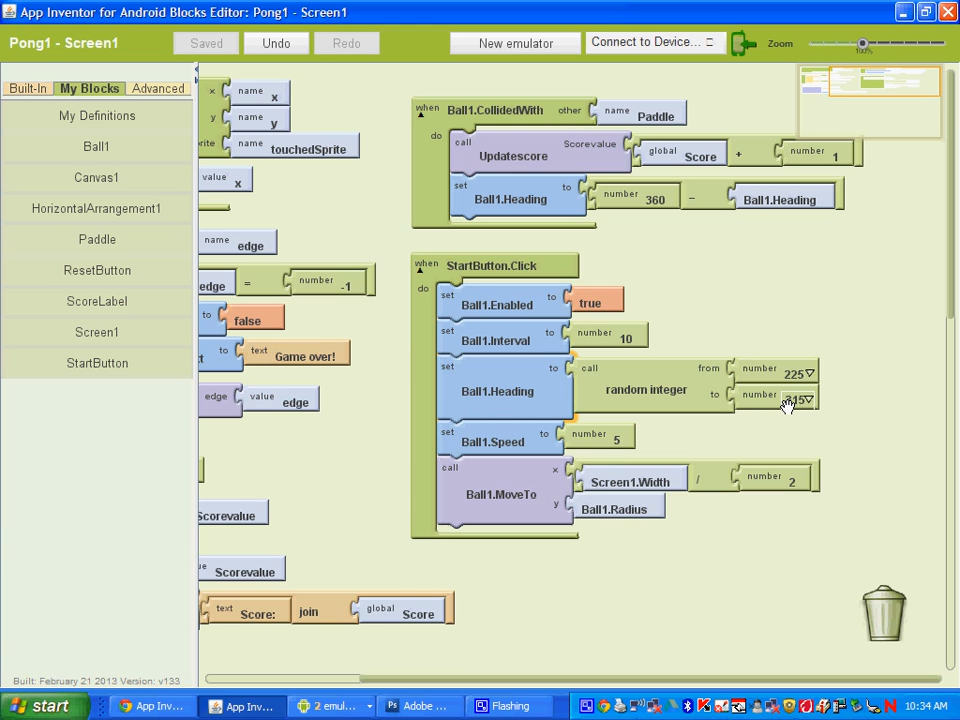 App Inventor for Android Blocks Editor: Pong1 - Screen1
Pong1 - Screen1
Saved
Undo
Redo
New emulator
Connect to Device...
Zoom
100%
Built-In
My Blocks
Advanced
My Definitions
Ball1
Canvas1
HorizontalArrangement1
Paddle
ResetButton
ScoreLabel
Screen1
StartButton
Built: February 21 2013 Version: v133
x name x
y name y
rite name touchedSprite
value x
name edge
edge = number -1
to false
t to text Game over!
edge value edge
Scorevalue
ue Scorevalue
text Score: join global Score
when Ball1.CollidedWith other name Paddle
do call Updatescore Scorevalue global Score + number 1
set Ball1.Heading to number 360 - Ball1.Heading
when StartButton.Click
do set Ball1.Enabled to true
set Ball1.Interval to number 10
set Ball1.Heading to call random integer from number 225
to number 315
set Ball1.Speed to number 5
call Ball1.MoveTo x Screen1.Width / number 2
y Ball1.Radius
start
App Inv...
App Inv...
2 emul...
Adobe ...
Flashing
10:34 AM